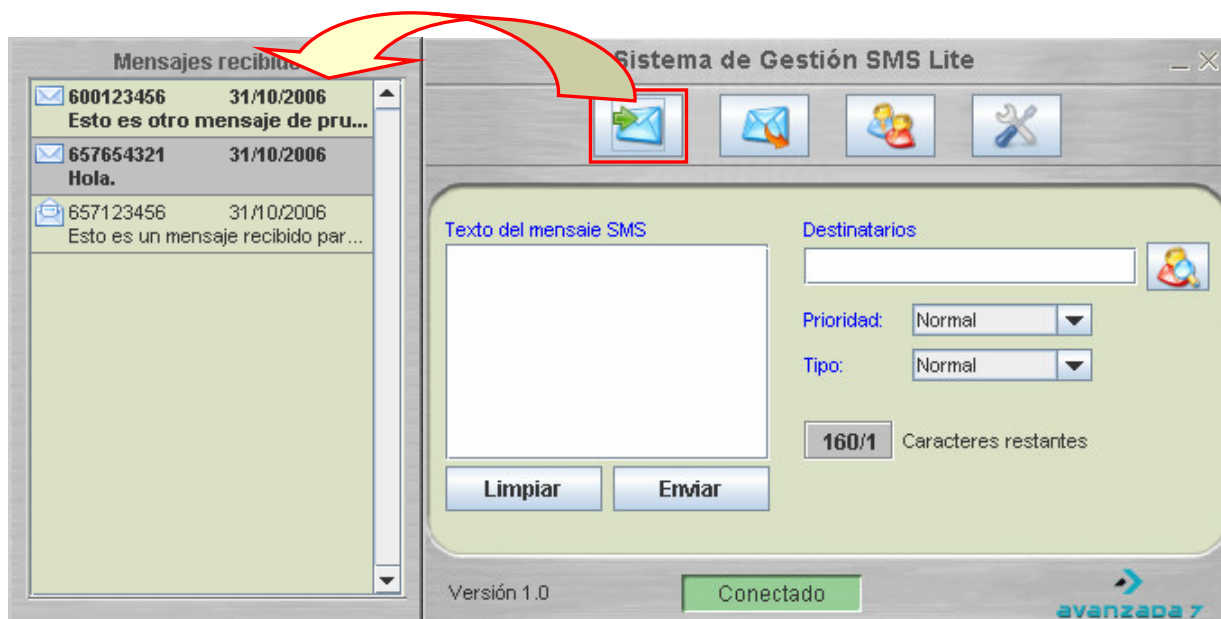 Mensajes recibido
600123456 31/10/2006
Esto es otro mensaje de pru...
657654321 31/10/2006
Hola.
657123456 31/10/2006
Esto es un mensaje recibido par...
Sistema de Gestión SMS Lite
Texto del mensaje SMS
Destinatarios
Prioridad: Normal
Tipo: Normal
160/1 Caracteres restantes
Limpiar Enviar
Versión 1.0
Conectado
avanzada 7